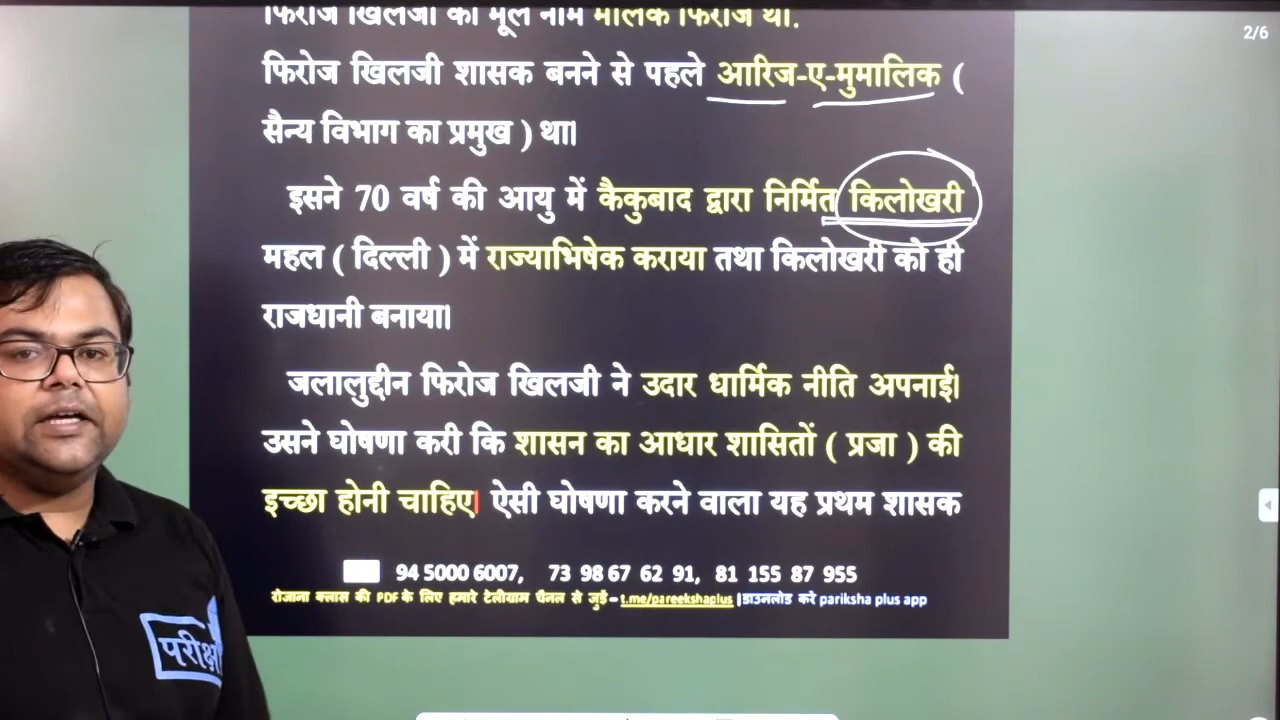 फिरोज खिलजी का मूल नाम मलिक फिरोज था.
2/6
फिरोज खिलजी शासक बनने से पहले आरिज-ए-मुमालिक (
सैन्य विभाग का प्रमुख ) था।
इसने 70 वर्ष की आयु में कैकुबाद द्वारा निर्मित किलोखरी
महल ( दिल्ली ) में राज्याभिषेक कराया तथा किलोखरी को ही
राजधानी बनाया।
जलालुद्दीन फिरोज खिलजी ने उदार धार्मिक नीति अपनाई।
उसने घोषणा करी कि शासन का आधार शासितों ( प्रजा ) की
इच्छा होनी चाहिए। ऐसी घोषणा करने वाला यह प्रथम शासक
94 5000 6007, 73 98 67 62 91, 81 155 87 955
रोजाना क्लास की PDF के लिए हमारे टेलीग्राम चैनल से जुड़ें – t.me/pareekshaplus | डाउनलोड करे pariksha plus app